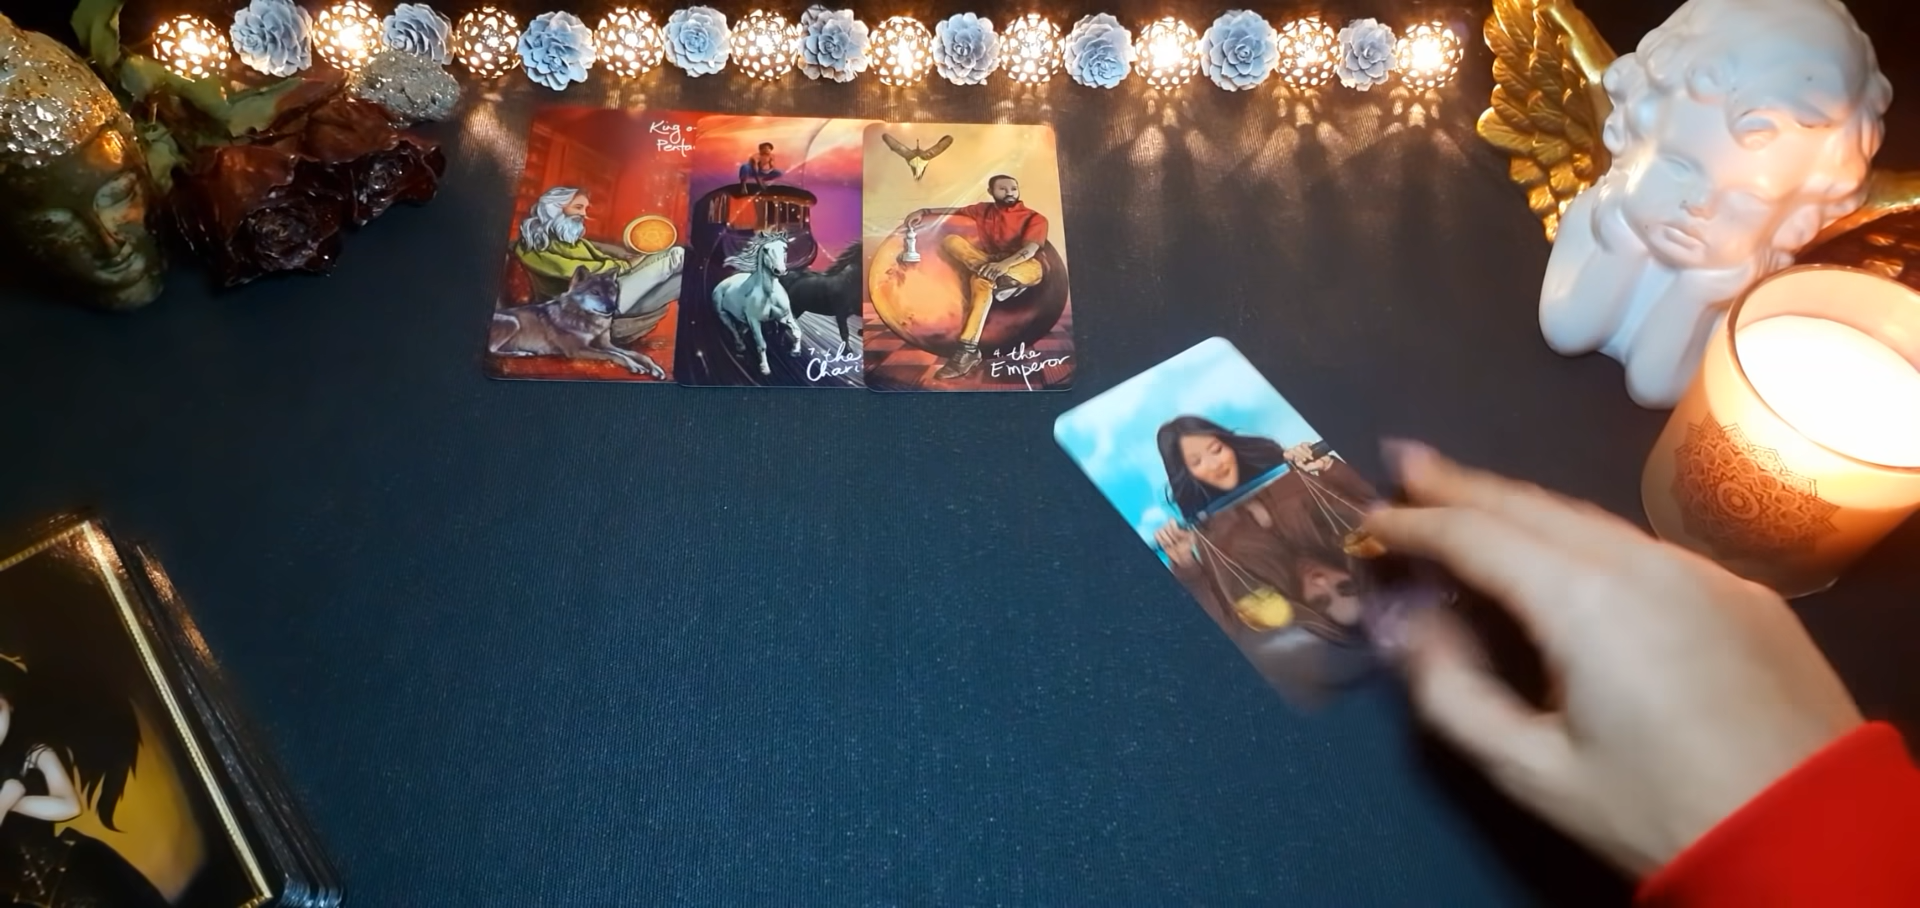 King o
Penta
7. the
Chari
4. the
Emperor